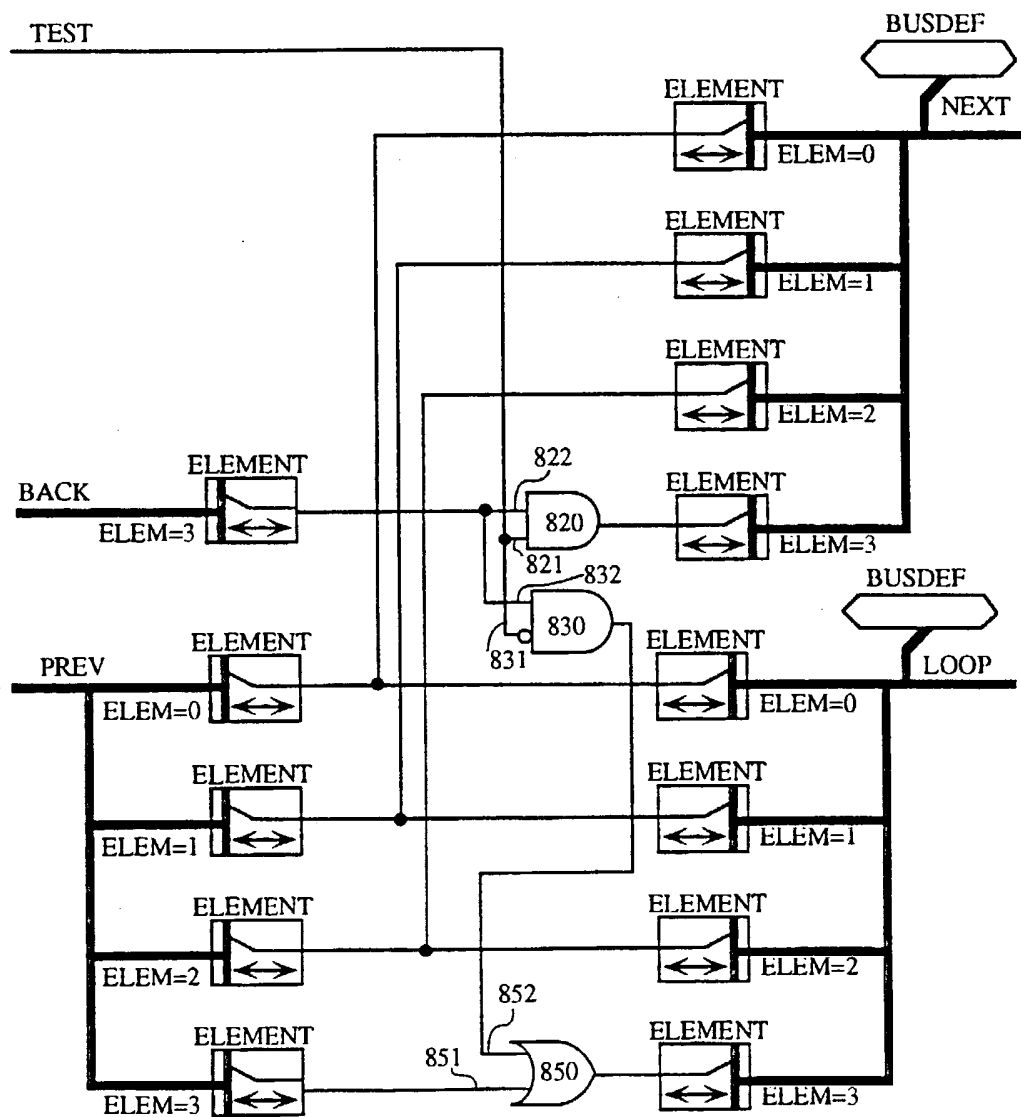 TEST
BUSDEF
ELEMENT
NEXT
ELEM=0
ELEMENT
ELEM=1
ELEMENT
ELEM=2
ELEMENT
BACK
ELEM=3
822
820
ELEMENT
ELEM=3
821
832
BUSDEF
830
831
ELEMENT
PREV
ELEM=0
ELEMENT
LOOP
ELEM=0
ELEMENT
ELEM=1
ELEMENT
ELEM=1
ELEMENT
ELEM=2
ELEMENT
ELEM=2
852
ELEMENT
ELEM=3
851
850
ELEMENT
ELEM=3